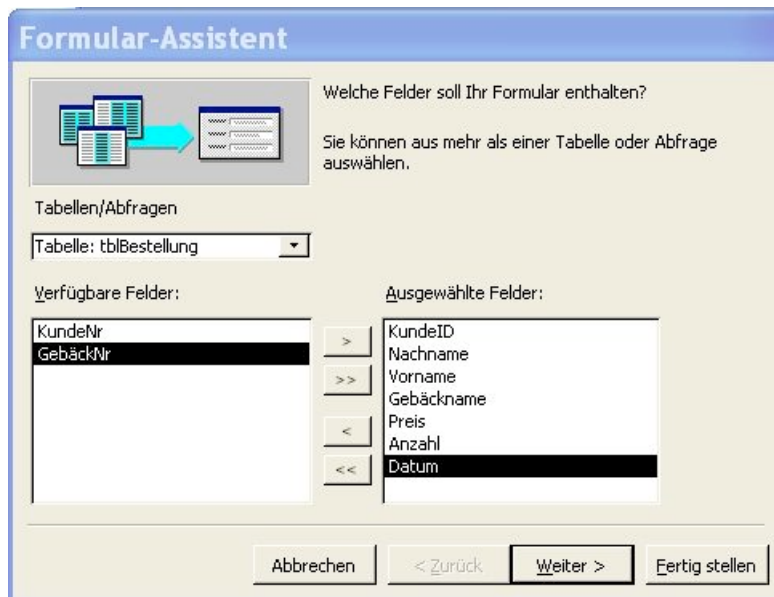 Formular-Assistent
Welche Felder soll Ihr Formular enthalten?
Sie können aus mehr als einer Tabelle oder Abfrage
auswählen.
Tabellen/Abfragen
Tabelle: tblBestellung
Verfügbare Felder:
KundeNr
GebäckNr
>
>>
<
<<
Ausgewählte Felder:
KundeID
Nachname
Vorname
Gebäckname
Preis
Anzahl
Datum
Abbrechen
< Zurück
Weiter >
Fertig stellen